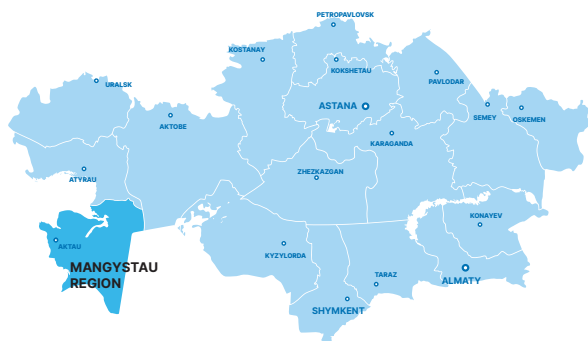 PETROPAVLOVSK
KOSTANAY
KOKSHETAU
PAVLODAR
URALSK
ASTANA
SEMEY
OSKEMEN
AKTOBE
KARAGANDA
ATYRAU
ZHEZKAZGAN
KONAYEV
AKTAU
KYZYLORDA
MANGYSTAU
REGION
TARAZ
ALMATY
SHYMKENT